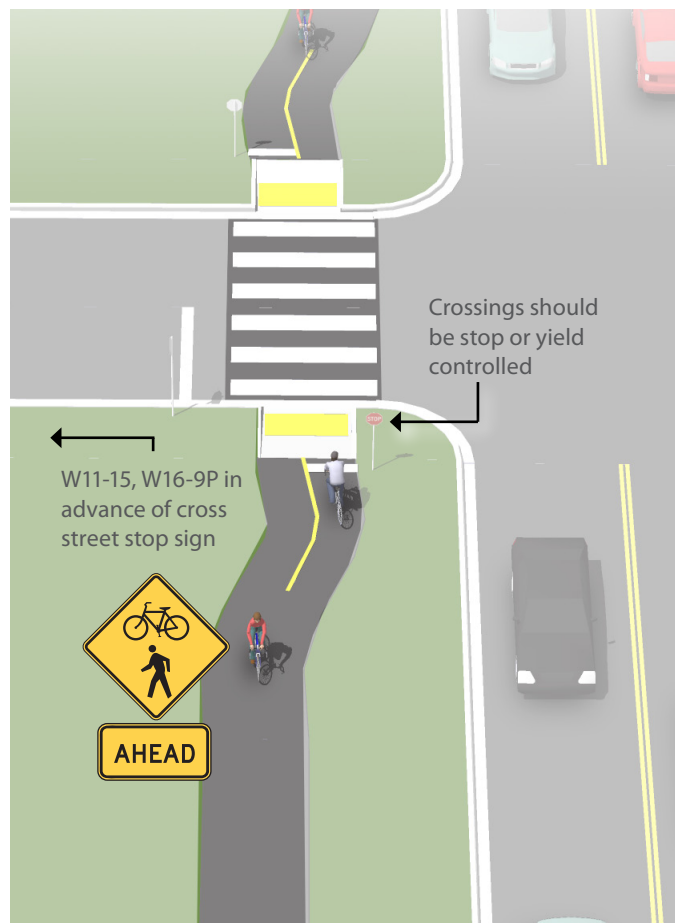 Crossings should
be stop or yield
controlled
STOP
W11-15, W16-9P in
advance of cross
street stop sign
AHEAD